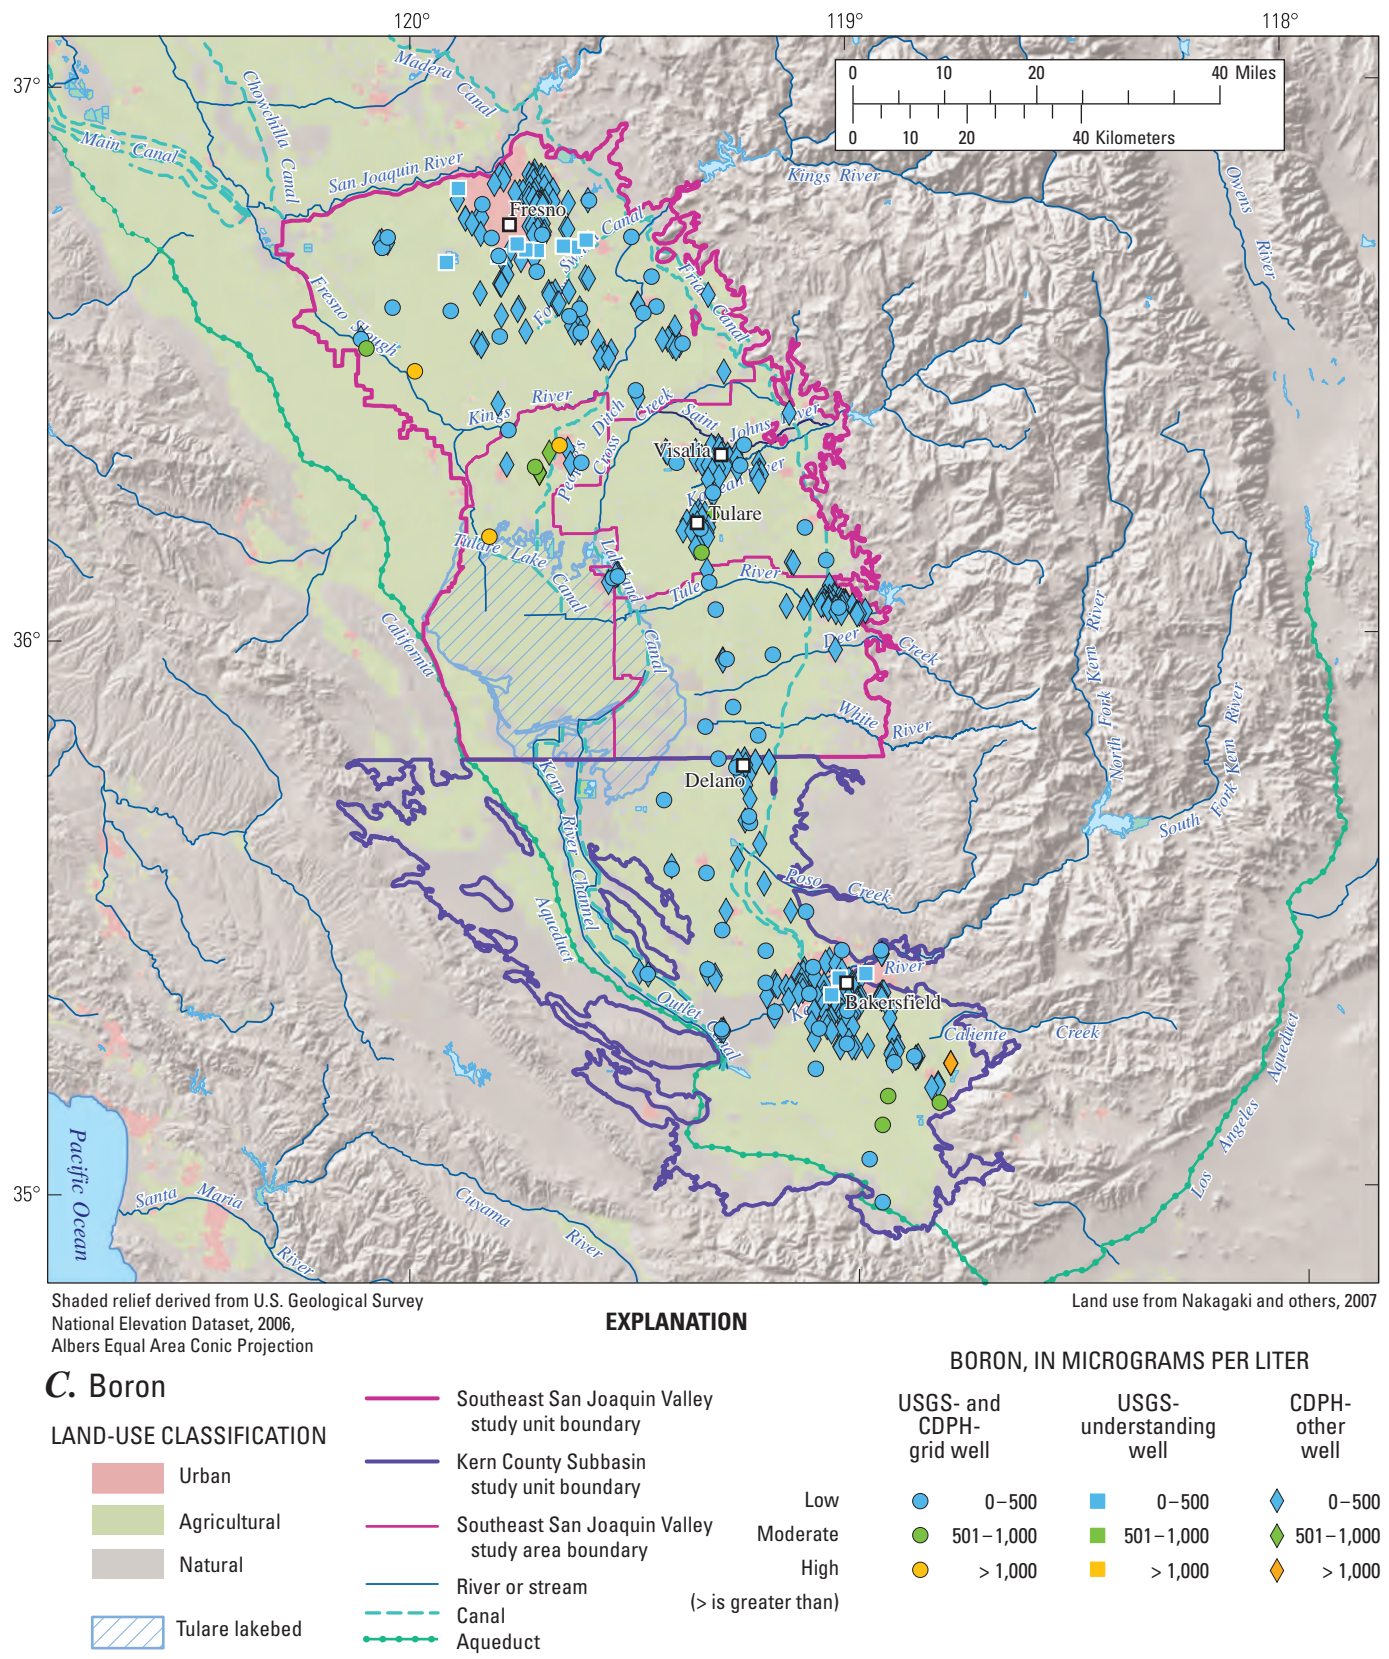 120°
119°
118°
37°
36°
35°
0 10 20 40 Miles
0 10 20 40 Kilometers
Madera Canal
Chowchilla Canal
Main Canal
San Joaquin River
Kings River
Owens River
Fresno
Canal
Friant Canal
Fresno Slough
Kings River
Peoples Ditch
Cross Creek
Saint Johns River
Visalia
Kaweah River
Tulare
Tulare Lake Canal
Lakeland Canal
Tule River
Deer Creek
California Aqueduct
White River
Delano
North Fork Kern River
South Fork Kern River
Kern River Channel
Poso Creek
River
Bakersfield
Outlet Canal
Caliente Creek
Los Angeles Aqueduct
Pacific Ocean
Santa Maria River
Cuyama River
Shaded relief derived from U.S. Geological Survey
National Elevation Dataset, 2006,
Albers Equal Area Conic Projection
Land use from Nakagaki and others, 2007
EXPLANATION
C. Boron
LAND-USE CLASSIFICATION
Urban
Agricultural
Natural
Tulare lakebed
Southeast San Joaquin Valley
study unit boundary
Kern County Subbasin
study unit boundary
Southeast San Joaquin Valley
study area boundary
River or stream
Canal
Aqueduct
BORON, IN MICROGRAMS PER LITER
USGS- and
CDPH-
grid well
USGS-
understanding
well
CDPH-
other
well
Low 0–500 0–500 0–500
Moderate 501–1,000 501–1,000 501–1,000
High > 1,000 > 1,000 > 1,000
(> is greater than)